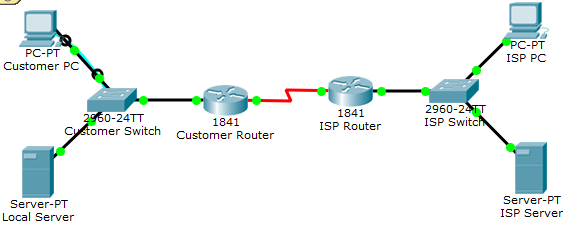 PC-PT
Customer PC
2960-24TT
Customer Switch
Server-PT
Local Server
1841
Customer Router
1841
ISP Router
PC-PT
ISP PC
2960-24TT
ISP Switch
Server-PT
ISP Server